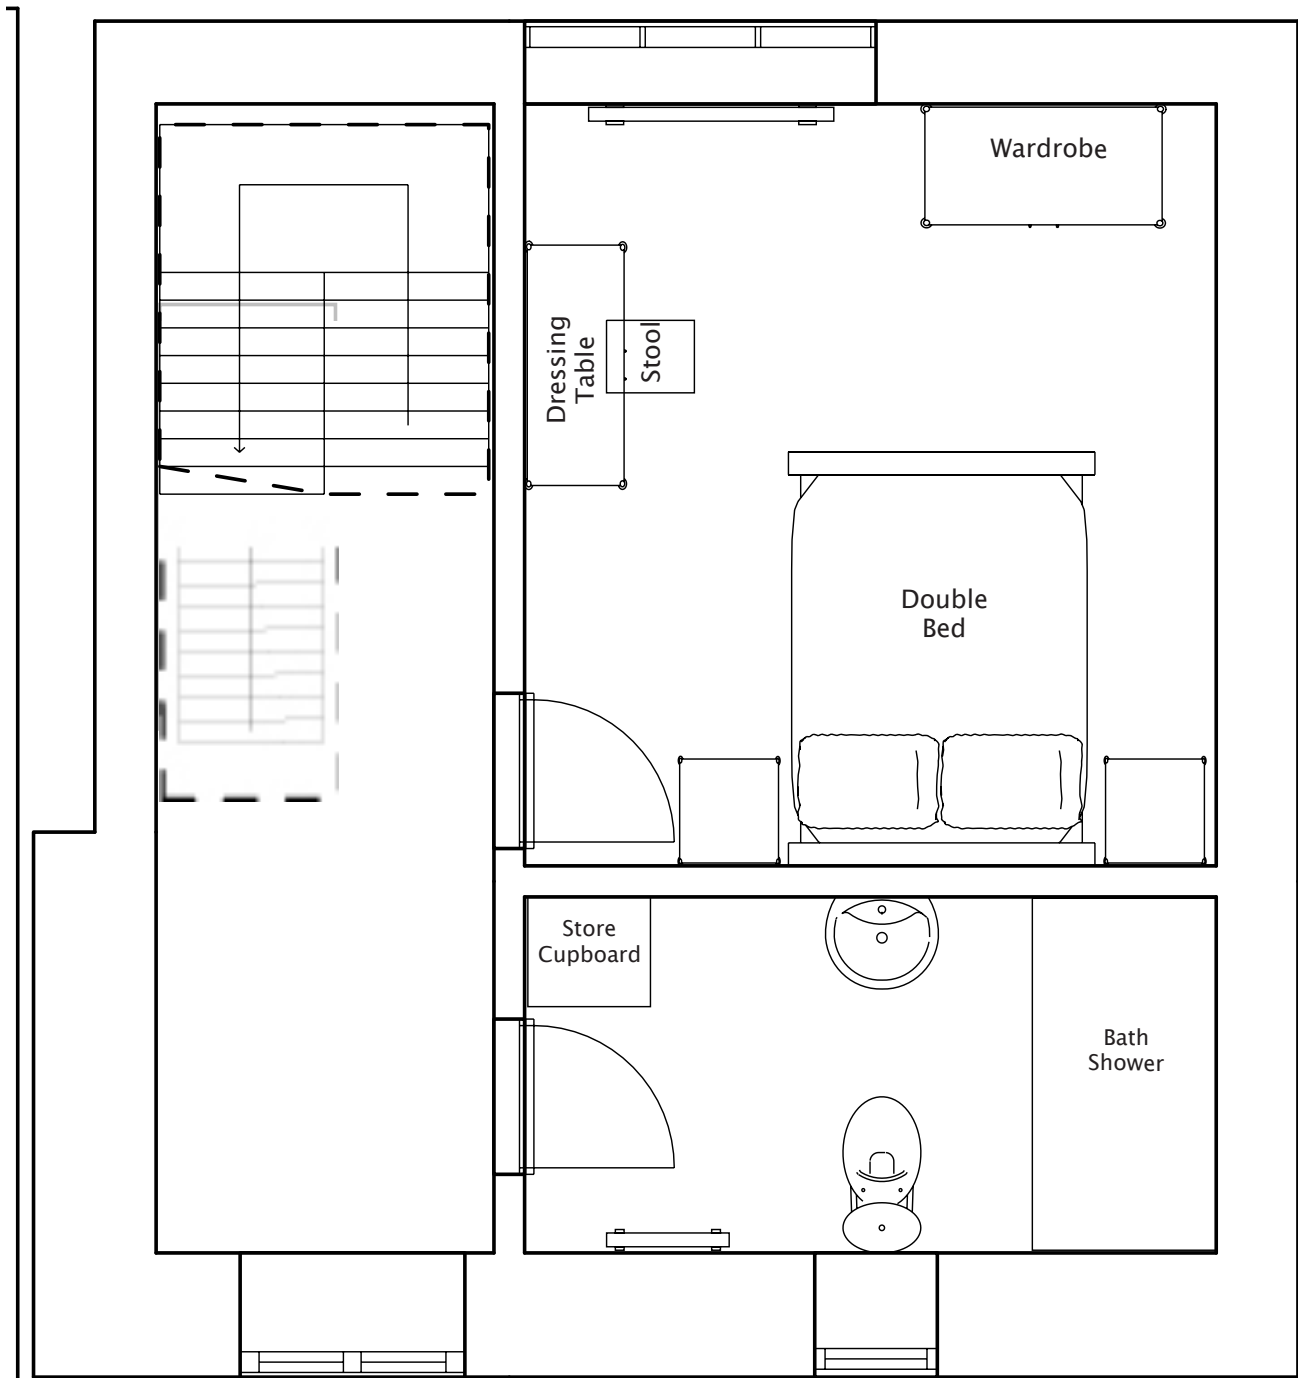 Wardrobe
Dressing
Table
Stool
Double
Bed
Store
Cupboard
Bath
Shower